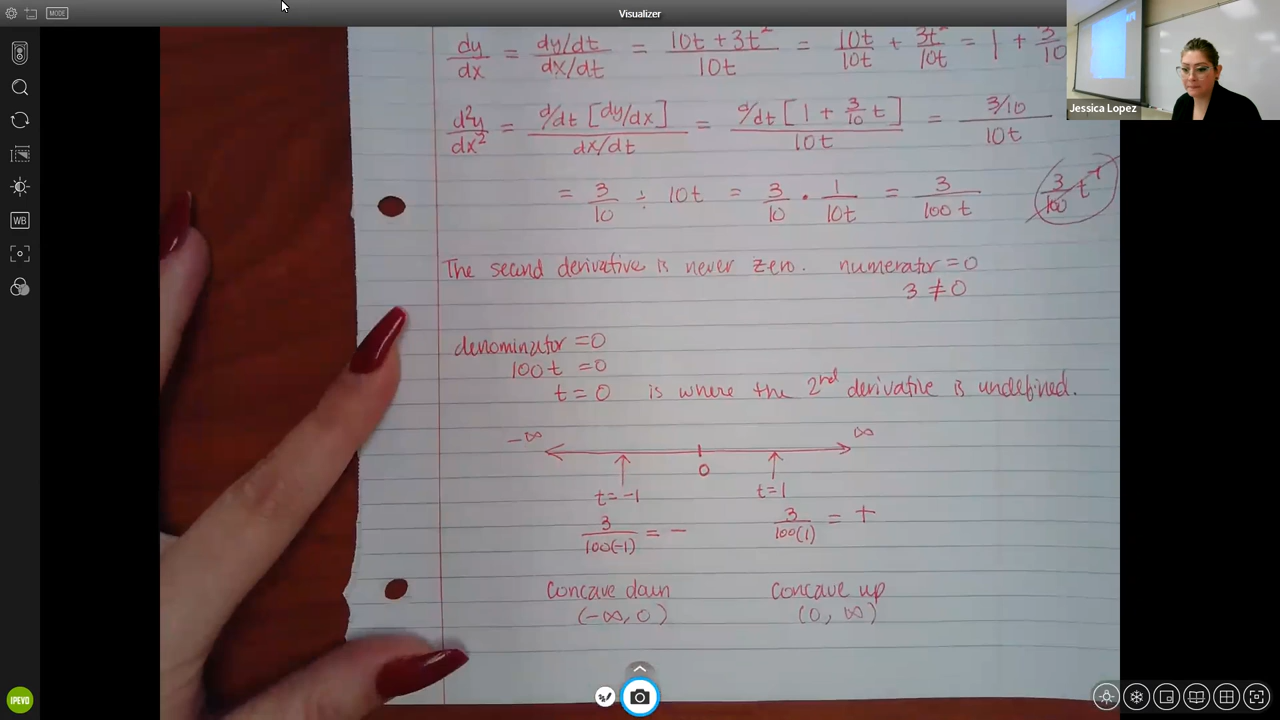 MODE
Visualizer
Jessica Lopez
dy/dx = dy/dt / dx/dt = 10t + 3t² / 10t = 10t/10t + 3t²/10t = 1 + 3/10
d²y/dx² = d/dt [dy/dx] / dx/dt = d/dt [1 + 3/10 t] / 10t = 3/10 / 10t
= 3/10 ÷ 10t = 3/10 · 1/10t = 3/100t 3/100 t⁻¹
The second derivative is never zero. numerator = 0
3 ≠ 0
denominator = 0
100t = 0
t = 0 is where the 2nd derivative is undefined.
-∞ ∞
0
t = -1 t = 1
3/100(-1) = - 3/100(1) = +
Concave down Concave up
(-∞, 0) (0, ∞)
WB
IPEVO